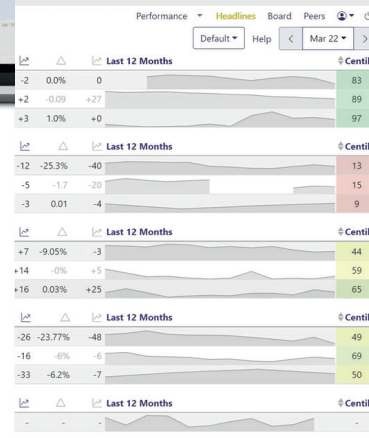 Performance Headlines Board Peers
Default Help < Mar 22 >
Last 12 Months Centil
-2 0.0% 0 83
+2 -0.09 +27 89
+3 1.0% +0 97
Last 12 Months Centil
-12 -25.3% -40 13
-5 -1.7 -20 15
-3 0.01 -4 9
Last 12 Months Centil
+7 -9.05% -3 44
+14 -0% +5 59
+16 0.03% +25 65
Last 12 Months Centil
-26 -23.77% -48 49
-16 -6% -6 69
-33 -6.2% -7 50
Last 12 Months Centil
- - - -